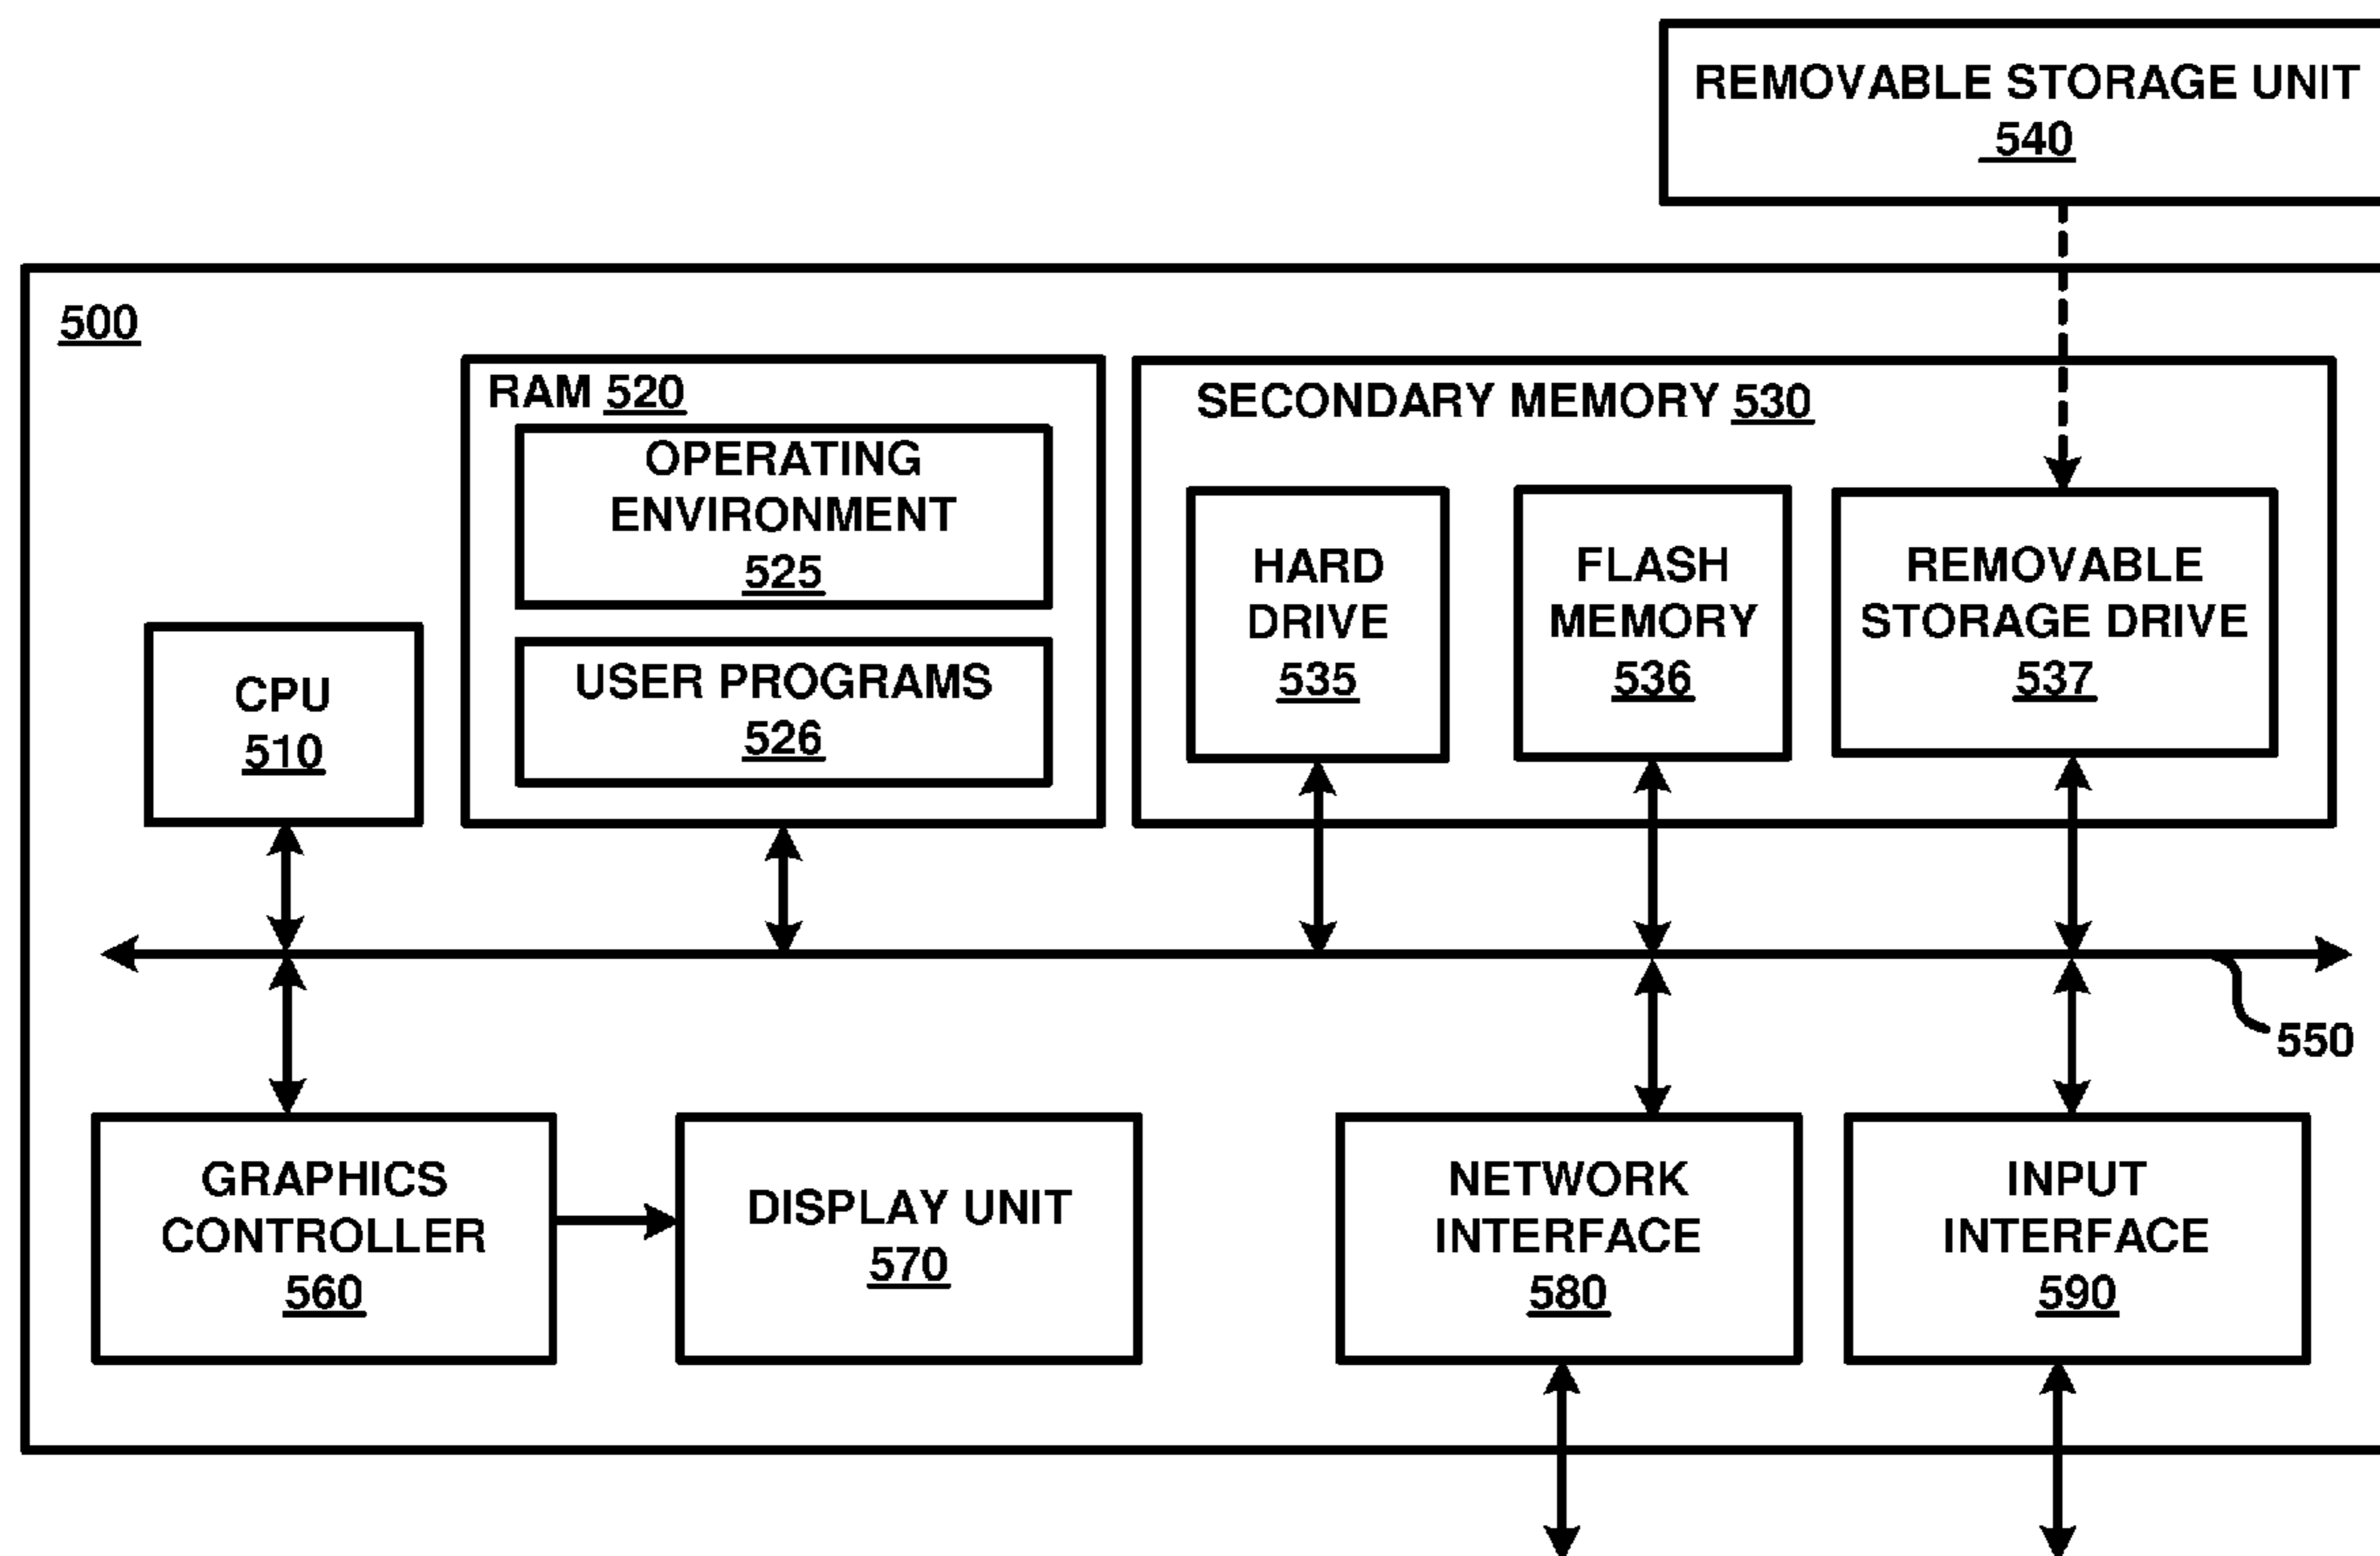 REMOVABLE STORAGE UNIT
540
500
RAM 520
OPERATING
ENVIRONMENT
525
USER PROGRAMS
526
SECONDARY MEMORY 530
HARD
DRIVE
535
FLASH
MEMORY
536
REMOVABLE
STORAGE DRIVE
537
CPU
510
550
GRAPHICS
CONTROLLER
560
DISPLAY UNIT
570
NETWORK
INTERFACE
580
INPUT
INTERFACE
590